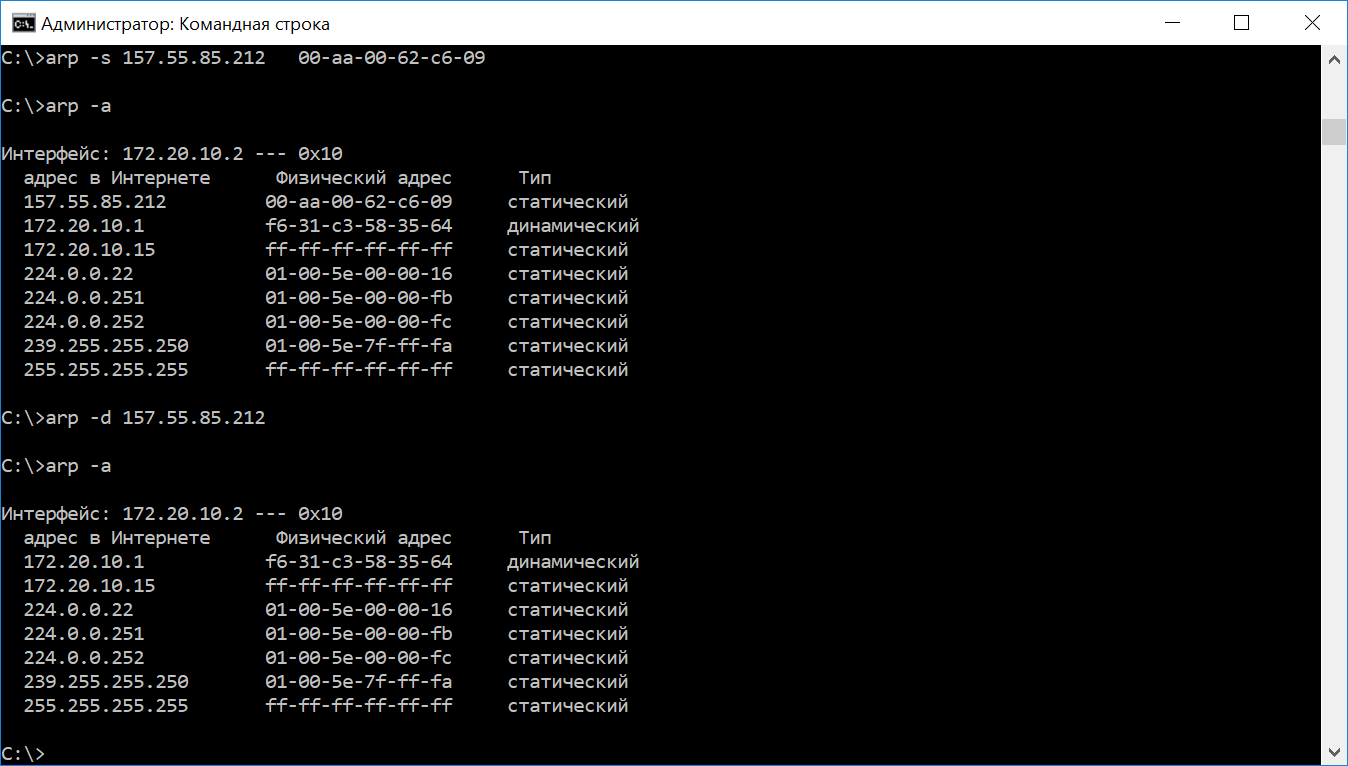 Администратор: Командная строка
C:\>arp -s 157.55.85.212   00-aa-00-62-c6-09
C:\>arp -a
Интерфейс: 172.20.10.2 --- 0x10
  адрес в Интернете      Физический адрес      Тип
  157.55.85.212         00-aa-00-62-c6-09     статический
  172.20.10.1           f6-31-c3-58-35-64     динамический
  172.20.10.15          ff-ff-ff-ff-ff-ff     статический
  224.0.0.22            01-00-5e-00-00-16     статический
  224.0.0.251           01-00-5e-00-00-fb     статический
  224.0.0.252           01-00-5e-00-00-fc     статический
  239.255.255.250       01-00-5e-7f-ff-fa     статический
  255.255.255.255       ff-ff-ff-ff-ff-ff     статический
C:\>arp -d 157.55.85.212
C:\>arp -a
Интерфейс: 172.20.10.2 --- 0x10
  адрес в Интернете      Физический адрес      Тип
  172.20.10.1           f6-31-c3-58-35-64     динамический
  172.20.10.15          ff-ff-ff-ff-ff-ff     статический
  224.0.0.22            01-00-5e-00-00-16     статический
  224.0.0.251           01-00-5e-00-00-fb     статический
  224.0.0.252           01-00-5e-00-00-fc     статический
  239.255.255.250       01-00-5e-7f-ff-fa     статический
  255.255.255.255       ff-ff-ff-ff-ff-ff     статический
C:\>